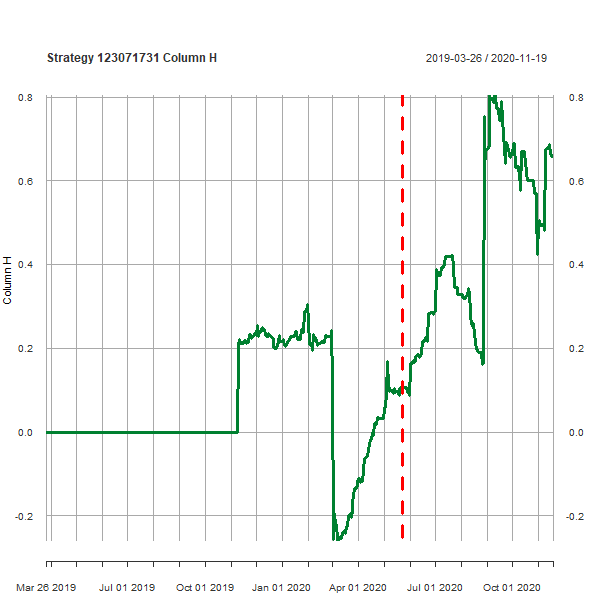 Strategy 123071731 Column H
2019-03-26 / 2020-11-19
0.8
0.8
0.6
0.6
0.4
0.4
Column H
0.2
0.2
0.0
0.0
-0.2
-0.2
Mar 26 2019
Jul 01 2019
Oct 01 2019
Jan 01 2020
Apr 01 2020
Jul 01 2020
Oct 01 2020